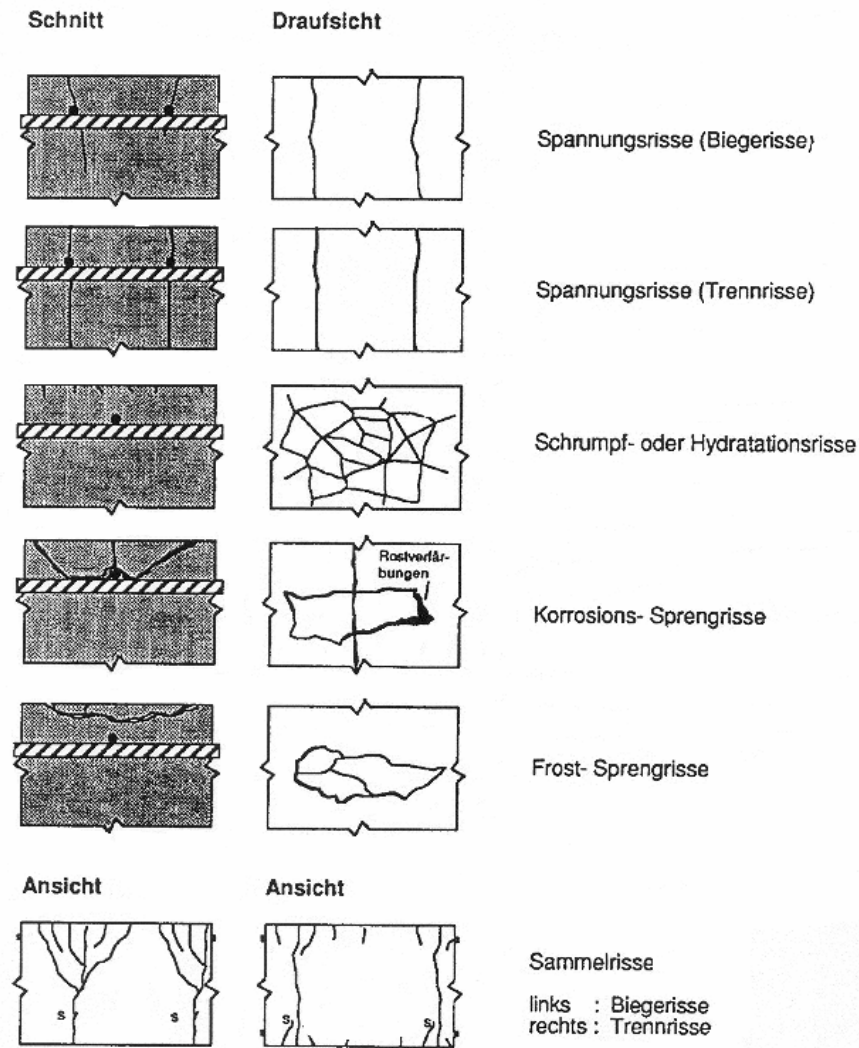 Schnitt Draufsicht
Spannungsrisse (Biegerisse)
Spannungsrisse (Trennrisse)
Schrumpf- oder Hydratationsrisse
Rostverfär-
bungen
Korrosions- Sprengrisse
Frost- Sprengrisse
Ansicht Ansicht
Sammelrisse
links : Biegerisse
rechts : Trennrisse
s s s s